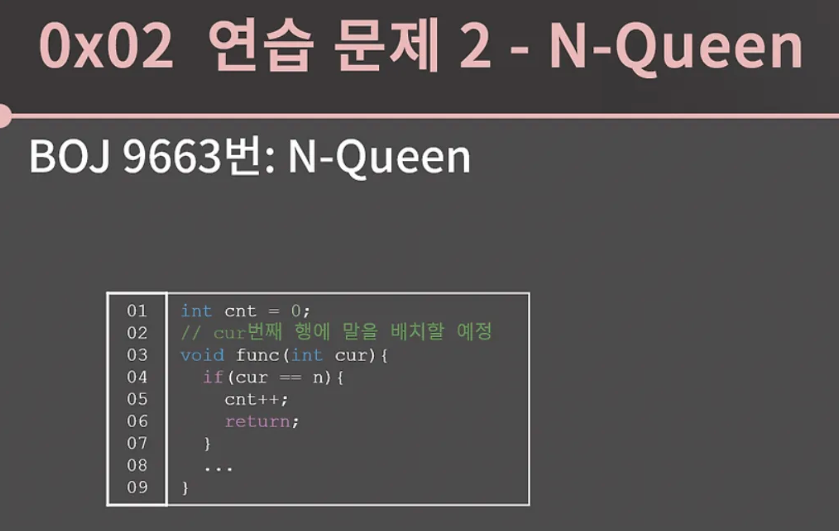 0x02 연습 문제 2 - N-Queen
BOJ 9663번: N-Queen
01 int cnt = 0;
02 // cur번째 행에 말을 배치할 예정
03 void func(int cur){
04   if(cur == n){
05     cnt++;
06     return;
07   }
08   ...
09 }